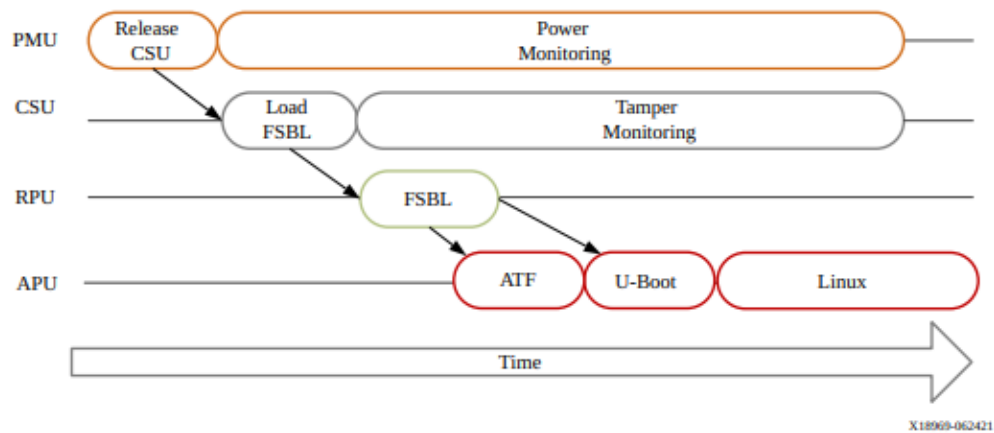 PMU
Release
CSU
Power
Monitoring
CSU
Load
FSBL
Tamper
Monitoring
RPU
FSBL
APU
ATF
U-Boot
Linux
Time
X18969-062421